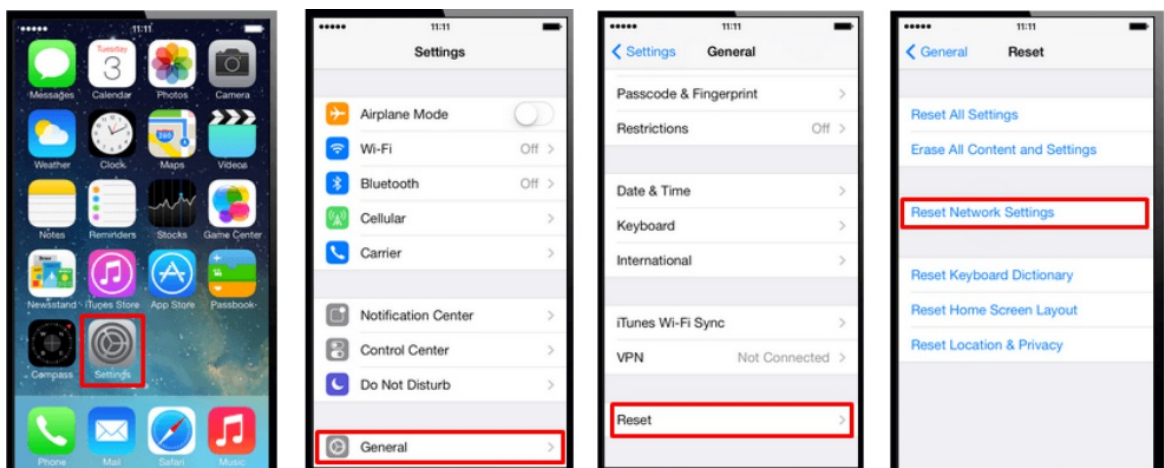 11:11
Tuesday
3
Messages
Calendar
Photos
Camera
280
Weather
Clock
Maps
Videos
Notes
Reminders
Stocks
Game Center
Newsstand
iTunes Store
App Store
Passbook
Compass
Settings
Phone
Mail
Safari
Music
11:11
Settings
Airplane Mode
Wi-Fi Off
Bluetooth Off
Cellular
Carrier
Notification Center
Control Center
Do Not Disturb
General
11:11
Settings General
Passcode & Fingerprint
Restrictions Off
Date & Time
Keyboard
International
iTunes Wi-Fi Sync
VPN Not Connected
Reset
11:11
General Reset
Reset All Settings
Erase All Content and Settings
Reset Network Settings
Reset Keyboard Dictionary
Reset Home Screen Layout
Reset Location & Privacy